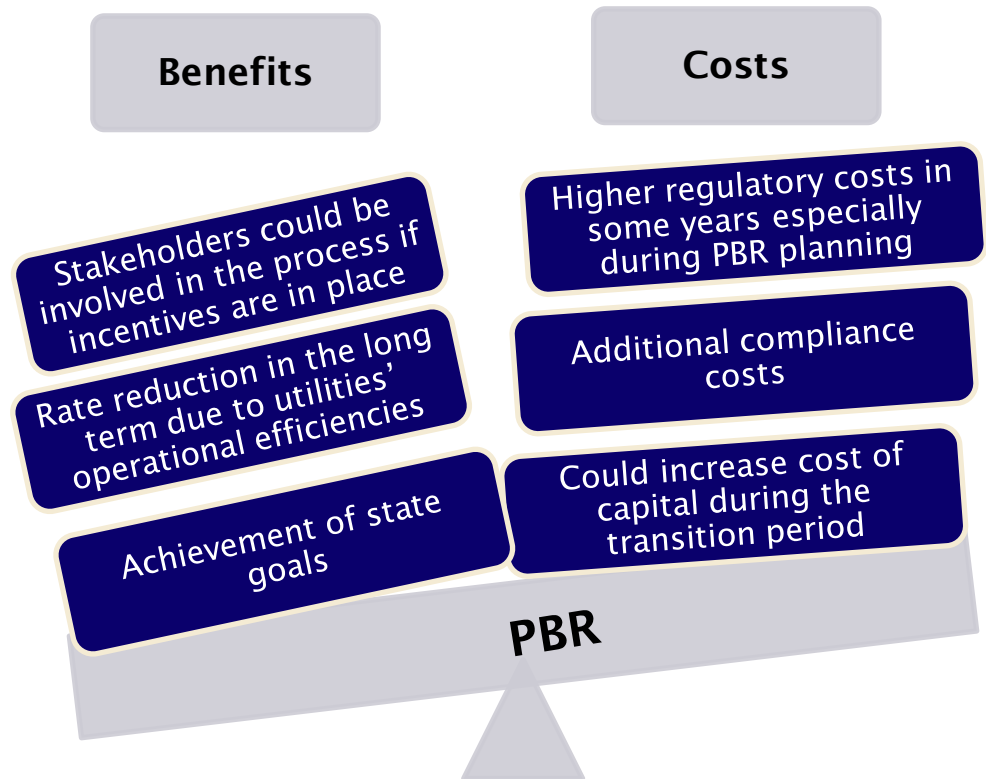 Benefits
Costs
Stakeholders could be
involved in the process if
incentives are in place
Rate reduction in the long
term due to utilities’
operational efficiencies
Achievement of state
goals
Higher regulatory costs in
some years especially
during PBR planning
Additional compliance
costs
Could increase cost of
capital during the
transition period
PBR